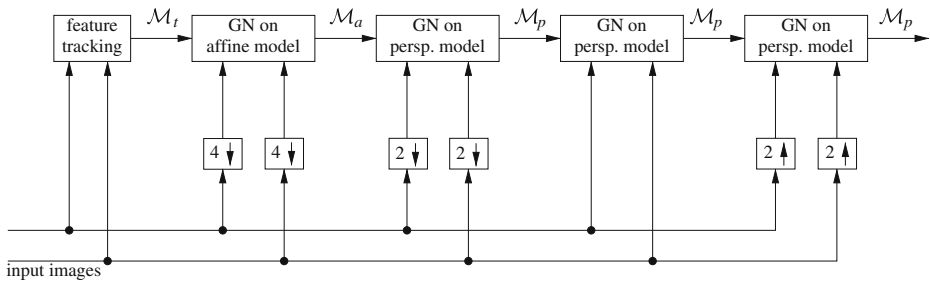 feature
tracking
ℳₜ
GN on
affine model
ℳₐ
GN on
persp. model
ℳₚ
GN on
persp. model
ℳₚ
GN on
persp. model
ℳₚ
4↓
4↓
2↓
2↓
2↑
2↑
input images